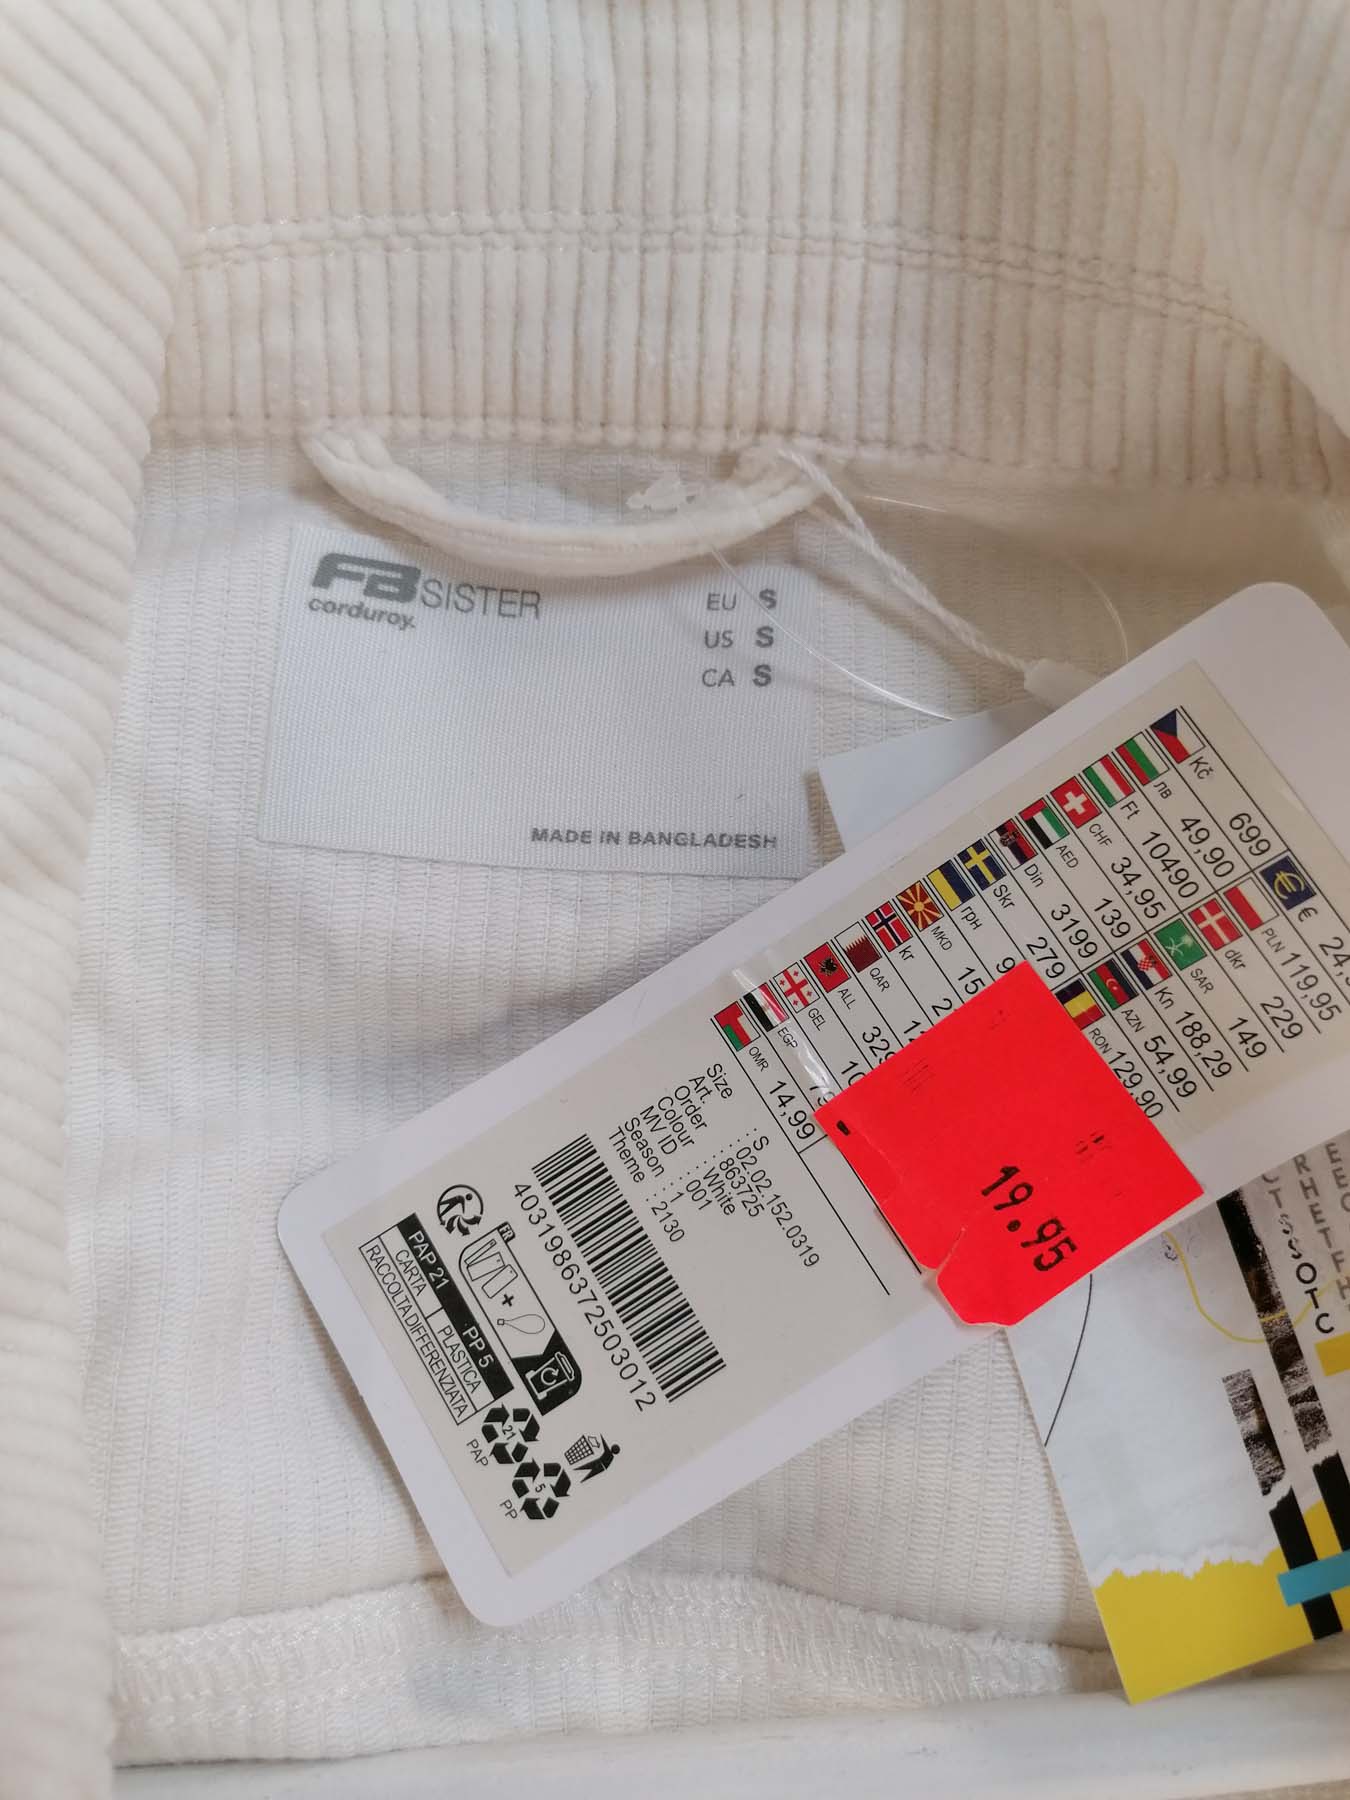 FB SISTER
corduroy.
EU S
US S
CA S
MADE IN BANGLADESH
Kč 699
лв 49,90
Ft 10490
CHF 34,95
AED 139
Din 3199
Skr 279
грн
MKD
kr
QAR
ALL
GEL
EGP
OMR 14,99
€
PLN 119,95
dkr 229
SAR 149
Kn 188,29
AZN 54,99
RON 129,90
19.95
Size : S
Art. : 02.02.152.0319
Order : 863725
Colour : White
MV ID : 001
Season : 1
Theme : 2130
4031986372503012
FR
PAP 21
CARTA
PP 5
PLASTICA
RACCOLTA DIFFERENZIATA
21
PAP
5
PP